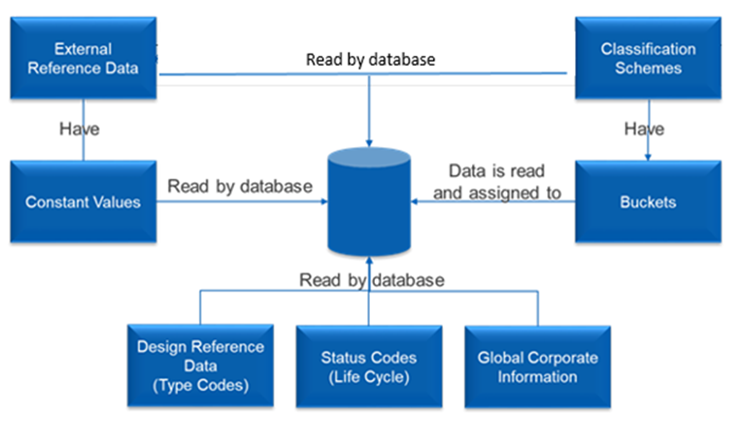 External
Reference Data
Read by database
Classification
Schemes
Have
Have
Constant Values
Read by database
Data is read
and assigned to
Buckets
Read by database
Design Reference
Data
(Type Codes)
Status Codes
(Life Cycle)
Global Corporate
Information